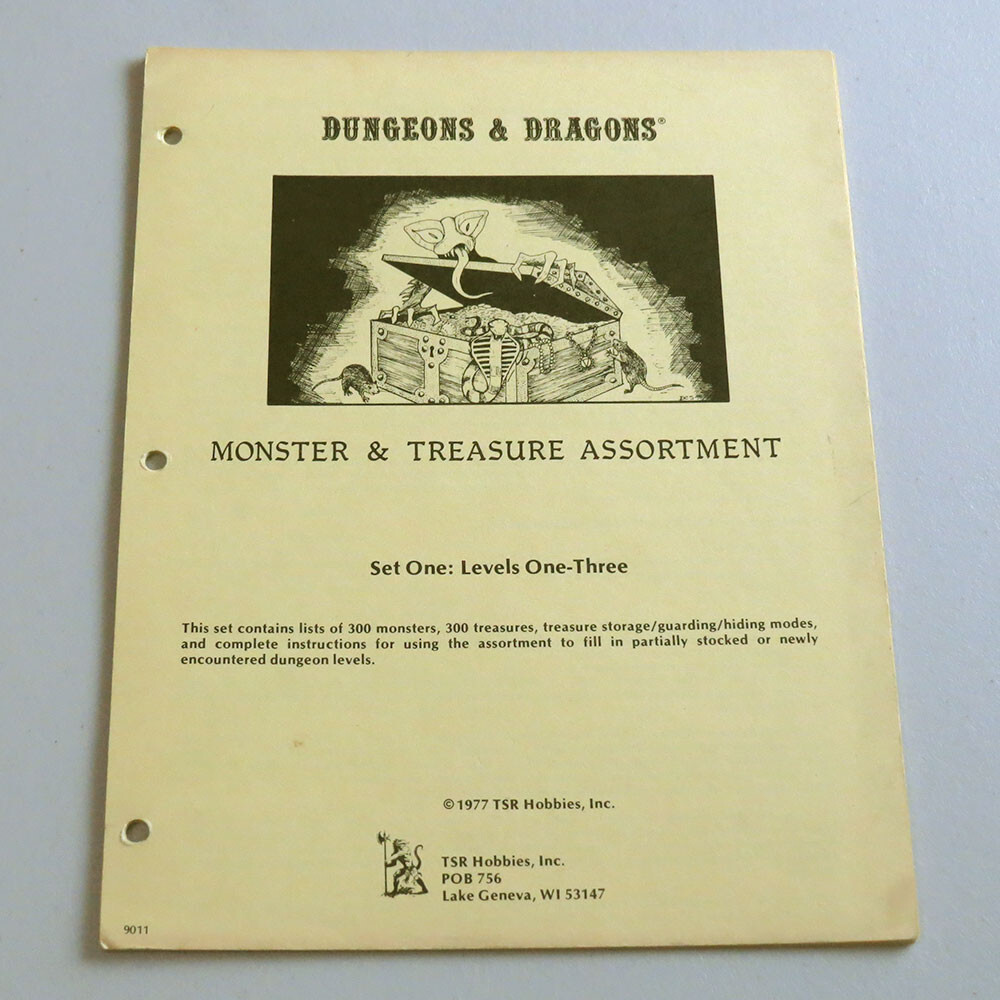 DUNGEONS & DRAGONS®
MONSTER & TREASURE ASSORTMENT
Set One: Levels One-Three
This set contains lists of 300 monsters, 300 treasures, treasure storage/guarding/hiding modes,
and complete instructions for using the assortment to fill in partially stocked or newly
encountered dungeon levels.
© 1977 TSR Hobbies, Inc.
TSR Hobbies, Inc.
POB 756
Lake Geneva, WI 53147
9011